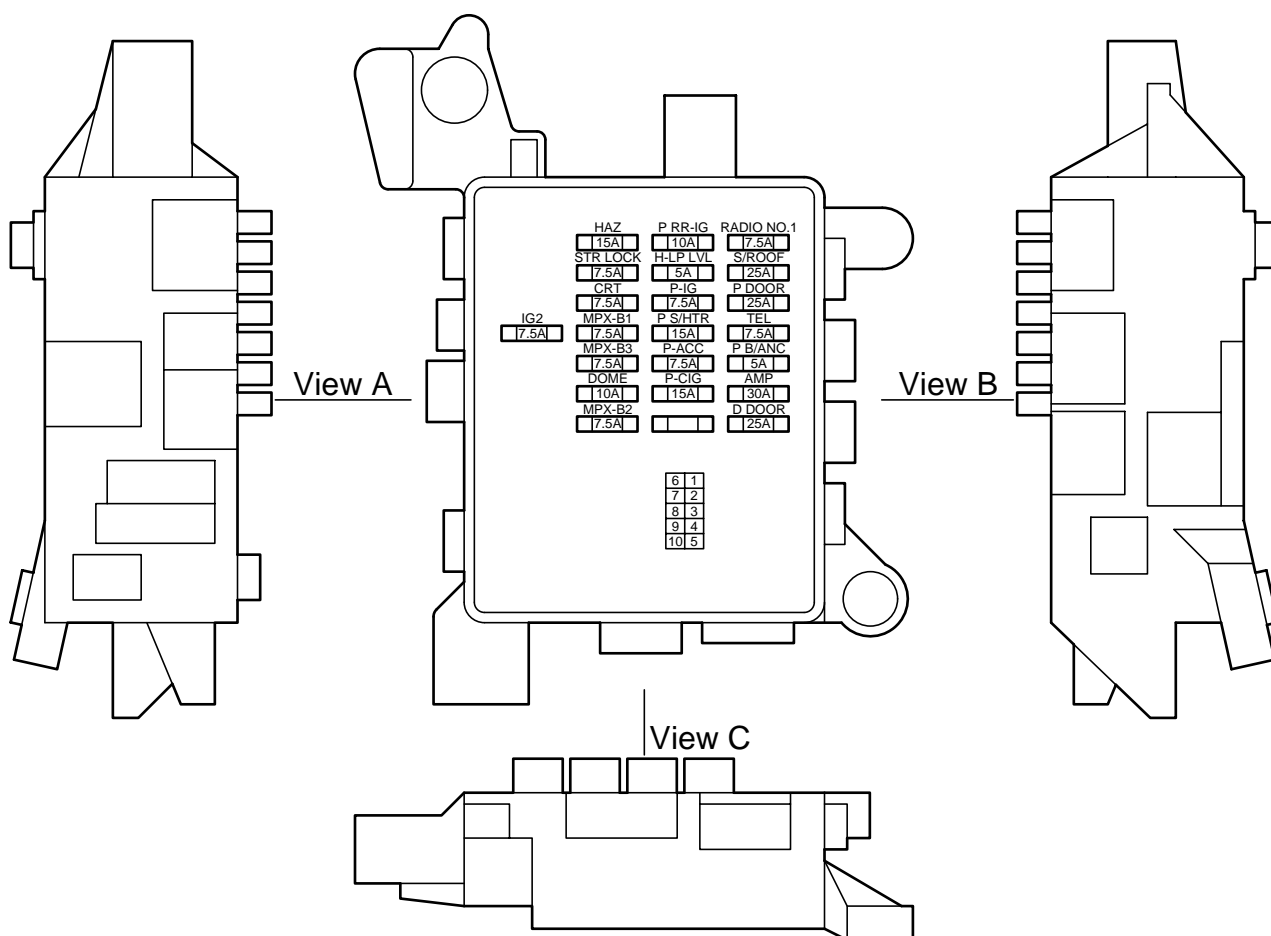 HAZ P RR-IG RADIO NO.1
15A 10A 7.5A
STR LOCK H-LP LVL S/ROOF
7.5A 5A 25A
CRT P-IG P DOOR
7.5A 7.5A 25A
IG2 MPX-B1 P S/HTR TEL
7.5A 7.5A 15A 7.5A
MPX-B3 P-ACC P B/ANC
7.5A 7.5A 5A
DOME P-CIG AMP
10A 15A 30A
MPX-B2 D DOOR
7.5A 25A
View A
View B
6 1
7 2
8 3
9 4
10 5
View C